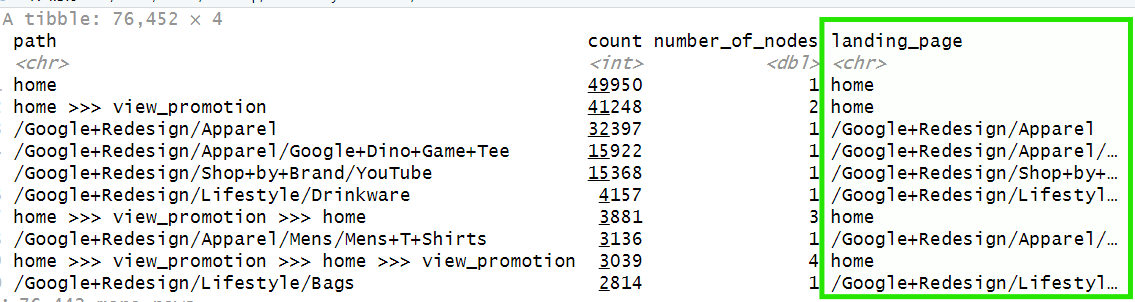 A tibble: 76,452 × 4
path count number_of_nodes landing_page
<chr> <int> <dbl> <chr>
home 49950 1 home
home >>> view_promotion 41248 2 home
/Google+Redesign/Apparel 32397 1 /Google+Redesign/Apparel
/Google+Redesign/Apparel/Google+Dino+Game+Tee 15922 1 /Google+Redesign/Apparel/…
/Google+Redesign/Shop+by+Brand/YouTube 15368 1 /Google+Redesign/Shop+by+…
/Google+Redesign/Lifestyle/Drinkware 4157 1 /Google+Redesign/Lifestyl…
home >>> view_promotion >>> home 3881 3 home
/Google+Redesign/Apparel/Mens/Mens+T+Shirts 3136 1 /Google+Redesign/Apparel/…
home >>> view_promotion >>> home >>> view_promotion 3039 4 home
/Google+Redesign/Lifestyle/Bags 2814 1 /Google+Redesign/Lifestyl…